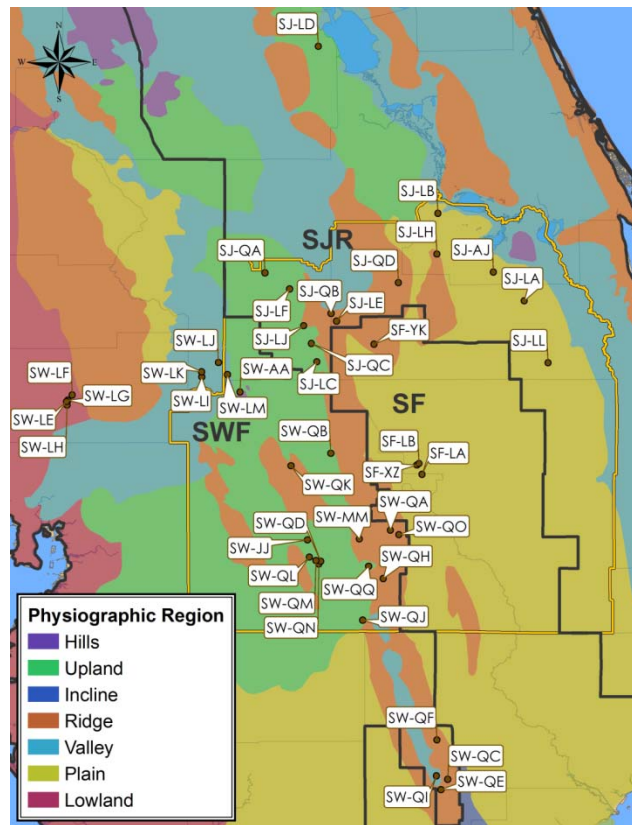 SJ-LD
N
W
E
S
SJ-LB
SJR
SJ-LH
SJ-QA
SJ-QD
SJ-AJ
SJ-QB
SJ-LA
SJ-LF
SJ-LE
SJ-LJ
SF-YK
SW-LJ
SJ-QC
SJ-LL
SW-LF
SW-LK
SW-AA
SJ-LC
SW-LG
SW-LI
SW-LM
SW-LE
SF
SWF
SW-LH
SW-QB
SF-LB
SF-LA
SF-XZ
SW-QK
SW-QA
SW-QD
SW-MM
SW-QO
SW-JJ
SW-QH
SW-QL
SW-QQ
SW-QM
SW-QN
SW-QJ
Physiographic Region
Hills
Upland
Incline
Ridge
Valley
Plain
Lowland
SW-QF
SW-QC
SW-QE
SW-QI